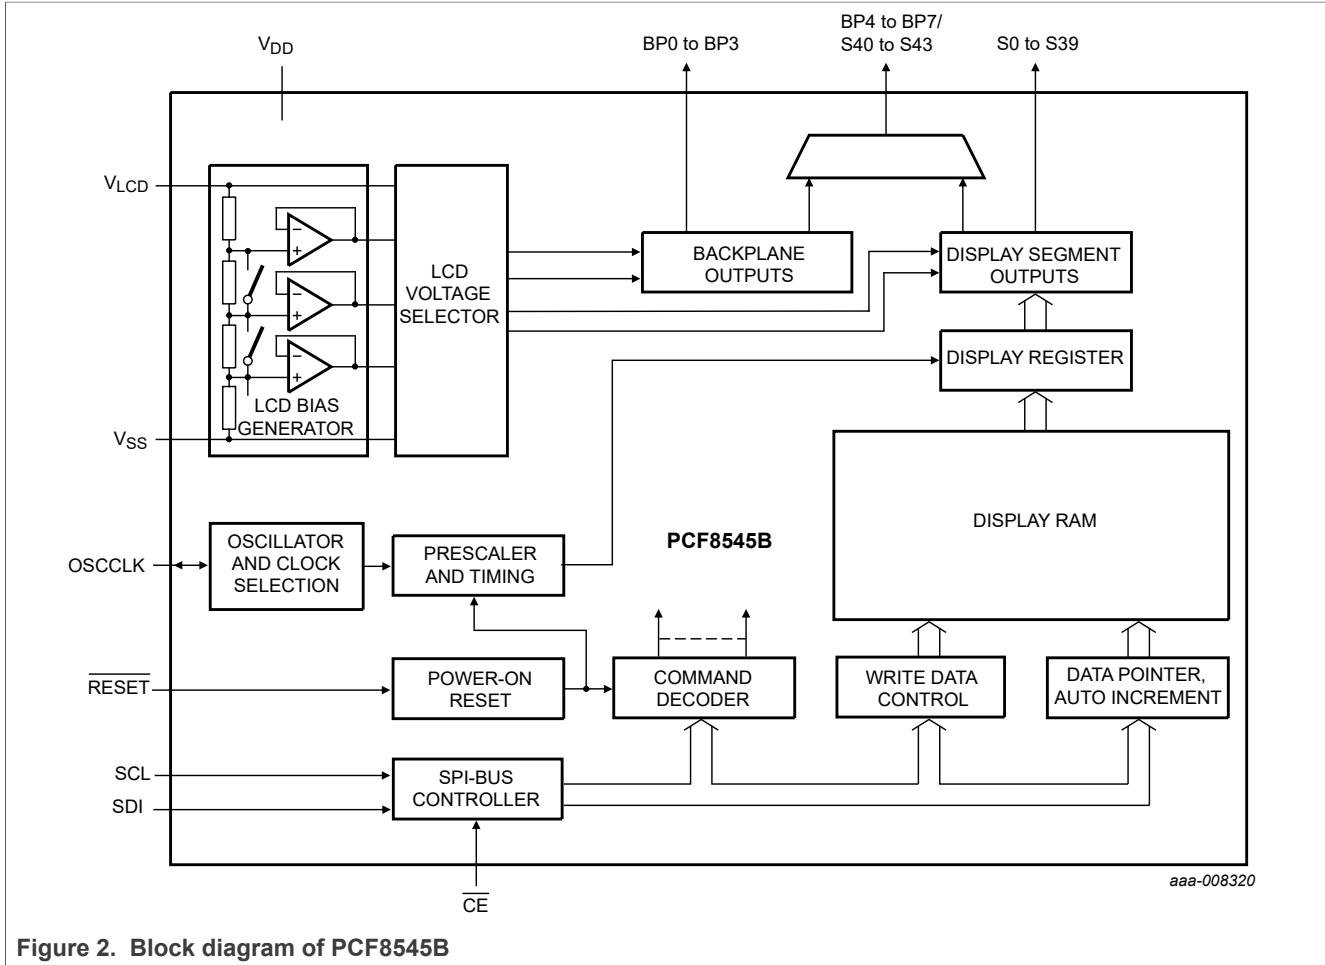 BP4 to BP7/
V_DD
BP0 to BP3
S40 to S43
S0 to S39
V_LCD
−
+
−
+
−
+
LCD BIAS
GENERATOR
LCD
VOLTAGE
SELECTOR
BACKPLANE
OUTPUTS
DISPLAY SEGMENT
OUTPUTS
DISPLAY REGISTER
V_SS
DISPLAY RAM
PCF8545B
OSCCLK
OSCILLATOR
AND CLOCK
SELECTION
PRESCALER
AND TIMING
RESET
POWER-ON
RESET
COMMAND
DECODER
WRITE DATA
CONTROL
DATA POINTER,
AUTO INCREMENT
SCL
SDI
SPI-BUS
CONTROLLER
CE
aaa-008320
Figure 2. Block diagram of PCF8545B